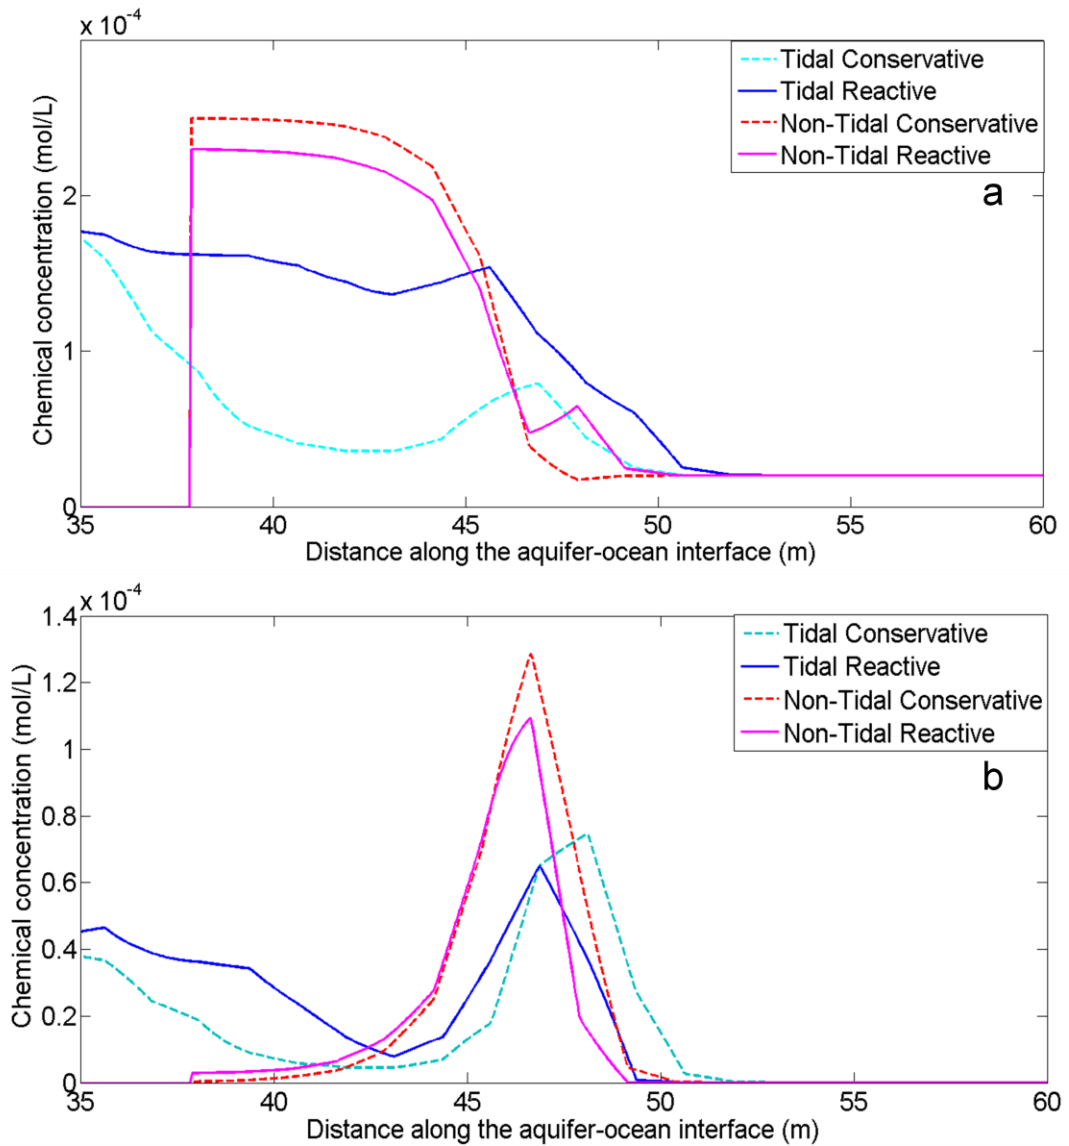 x 10-4
Chemical concentration (mol/L)
2
1
0
35 40 45 50 55 60
Distance along the aquifer-ocean interface (m)
Tidal Conservative
Tidal Reactive
Non-Tidal Conservative
Non-Tidal Reactive
a
x 10-4
Chemical concentration (mol/L)
1.4
1.2
1
0.8
0.6
0.4
0.2
0
35 40 45 50 55 60
Distance along the aquifer-ocean interface (m)
Tidal Conservative
Tidal Reactive
Non-Tidal Conservative
Non-Tidal Reactive
b